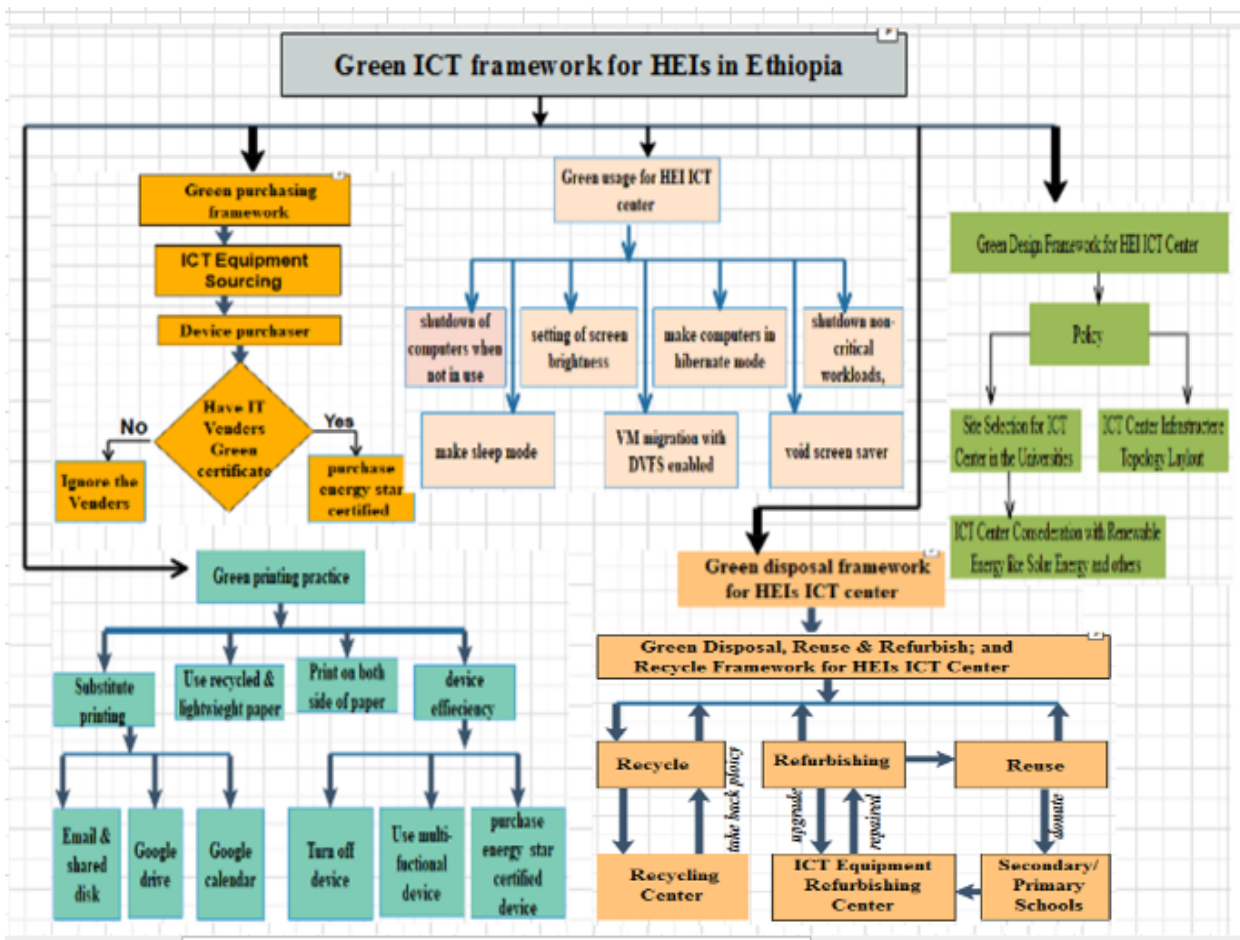 Green ICT framework for HEIs in Ethiopia
Green purchasing
framework
ICT Equipment
Sourcing
Device purchaser
Have IT
Venders
Green
certificate
No
Yes
Ignore the
Venders
purchase
energy star
certified
Green usage for HEI ICT
center
shutdown of
computers when
not in use
setting of screen
brightness
make computers in
hibernate mode
shutdown non-
critical
workloads,
make sleep mode
VM migration with
DVFS enabled
void screen saver
Green Design Framework for HEI ICT Center
Policy
Site Selection for ICT
Center in the Universities
ICT Center Infrastructere
Topology Laylout
ICT Center Consederation with Renewable
Energy like Solar Energy and others
Green printing practice
Substitute
printing
Use recycled &
lightwieght paper
Print on both
side of paper
device
effieciency
Email &
shared
disk
Google
drive
Google
calendar
Turn off
device
Use multi-
fuctional
device
purchase
energy star
certified
device
Green disposal framework
for HEIs ICT center
Green Disposal, Reuse & Refurbish; and
Recycle Framework for HEIs ICT Center
Recycle
take back ploicy
Refurbishing
Reuse
upgrade
repaired
donate
Recycling
Center
ICT Equipment
Refurbishing
Center
Secondary/
Primary
Schools